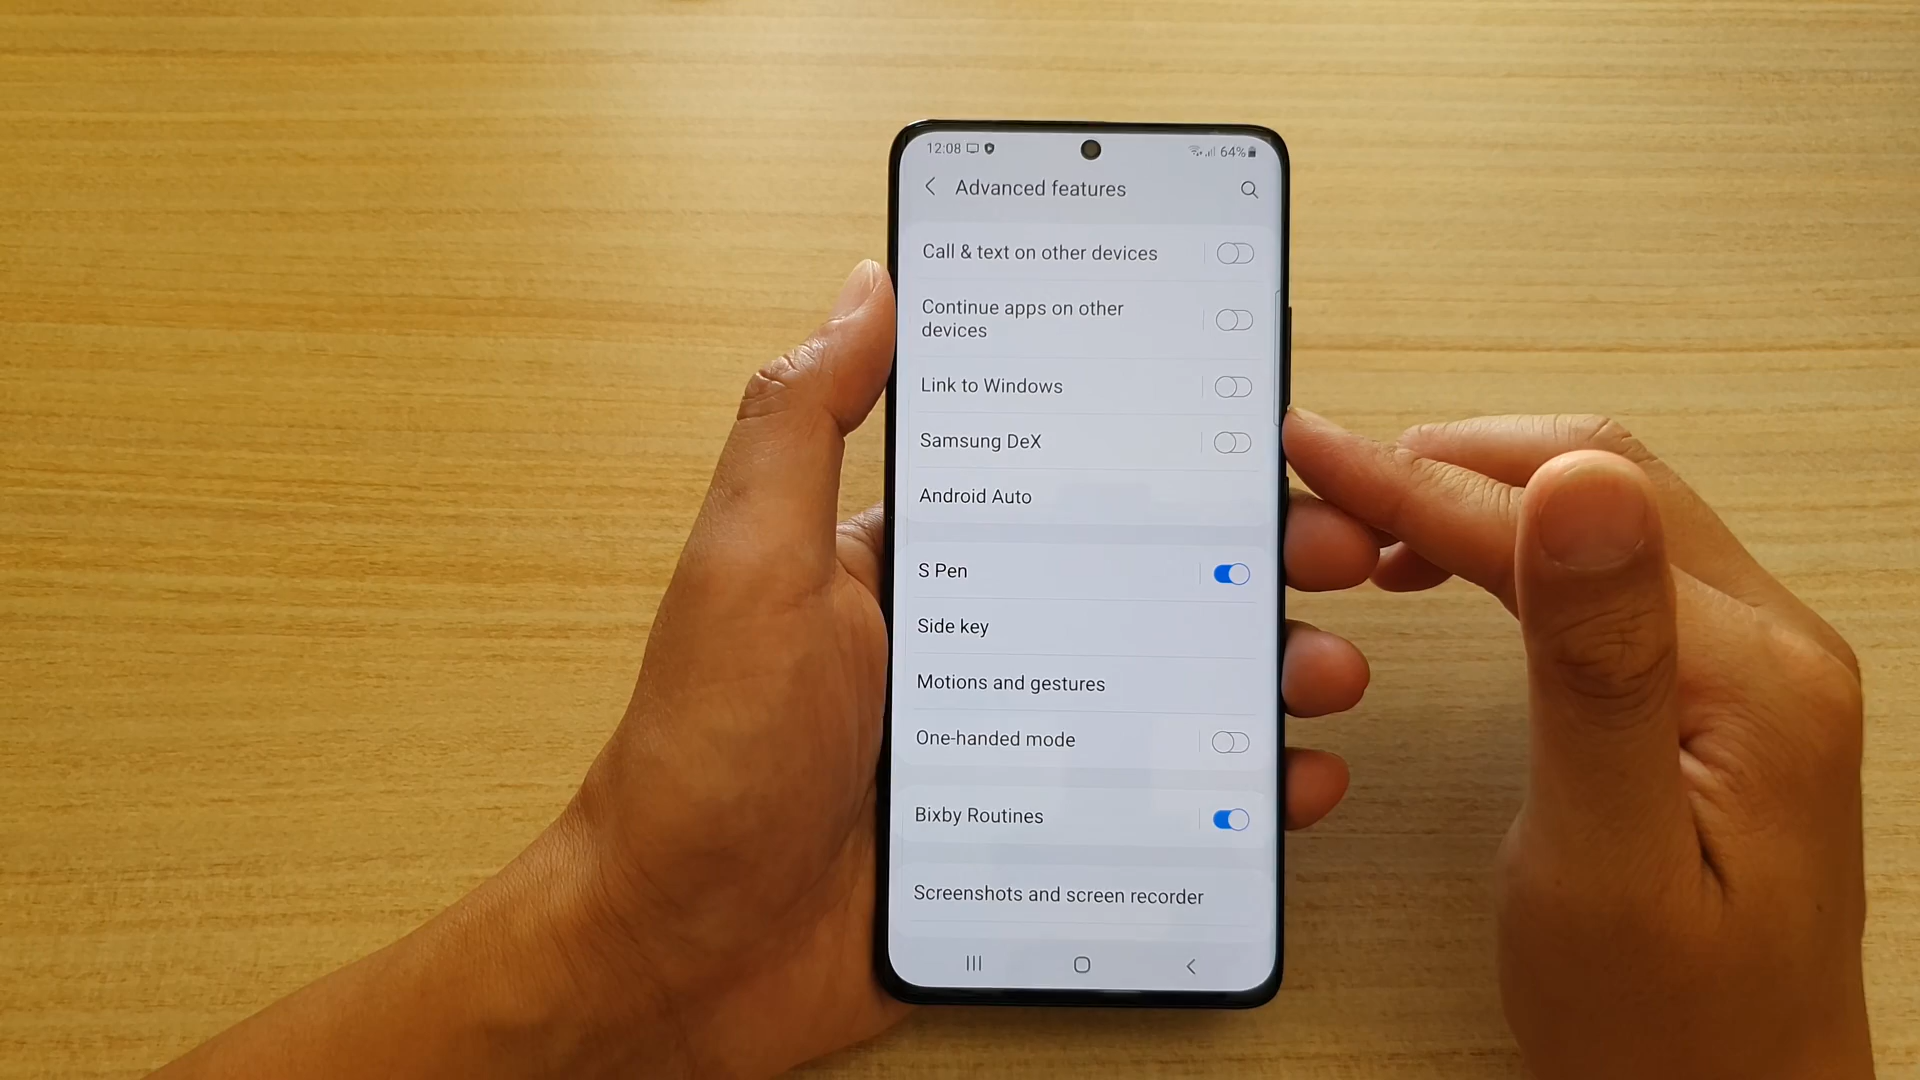 12:08
64%
Advanced features
Call & text on other devices
Continue apps on other
devices
Link to Windows
Samsung DeX
Android Auto
S Pen
Side key
Motions and gestures
One-handed mode
Bixby Routines
Screenshots and screen recorder